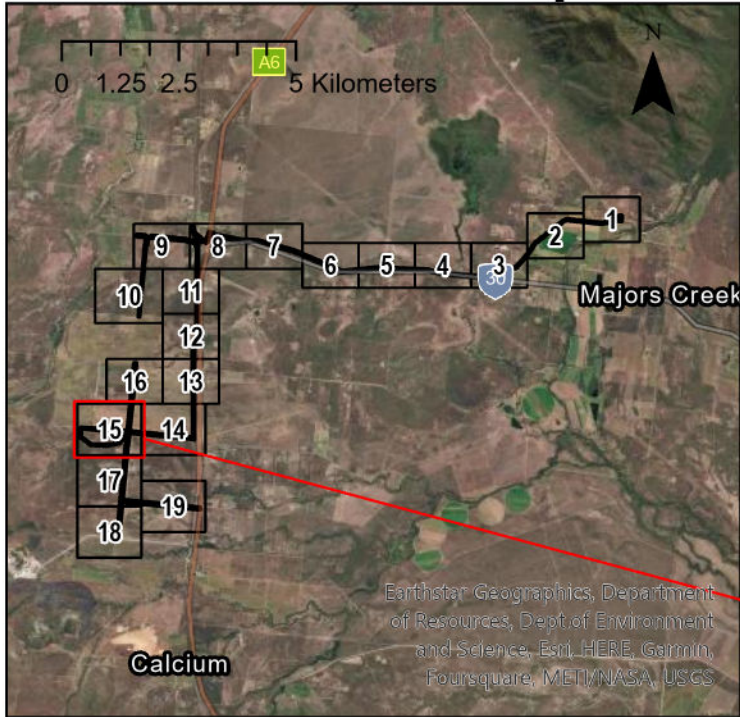 N
A6
0 1.25 2.5 5 Kilometers
1
2
9
8
7
6
5
4
3
10
11
Majors Creek
12
16
13
15
14
17
19
18
Earthstar Geographics, Department
of Resources, Dept.of Environment
and Science, Esri, HERE, Garmin,
Foursquare, METI/NASA, USGS
Calcium